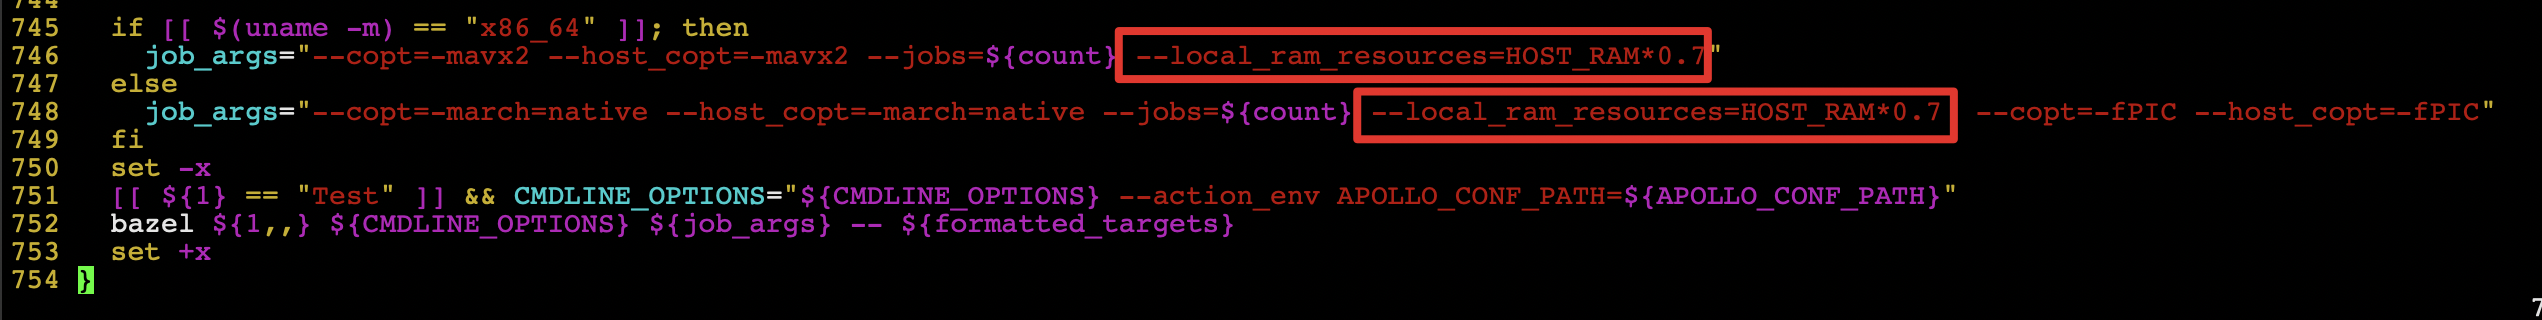 744
745   if [[ $(uname -m) == "x86_64" ]]; then
746     job_args="--copt=-mavx2 --host_copt=-mavx2 --jobs=${count} --local_ram_resources=HOST_RAM*0.7"
747   else
748     job_args="--copt=-march=native --host_copt=-march=native --jobs=${count} --local_ram_resources=HOST_RAM*0.7  --copt=-fPIC --host_copt=-fPIC"
749   fi
750   set -x
751   [[ ${1} == "Test" ]] && CMDLINE_OPTIONS="${CMDLINE_OPTIONS} --action_env APOLLO_CONF_PATH=${APOLLO_CONF_PATH}"
752   bazel ${1,,} ${CMDLINE_OPTIONS} ${job_args} -- ${formatted_targets}
753   set +x
754 }